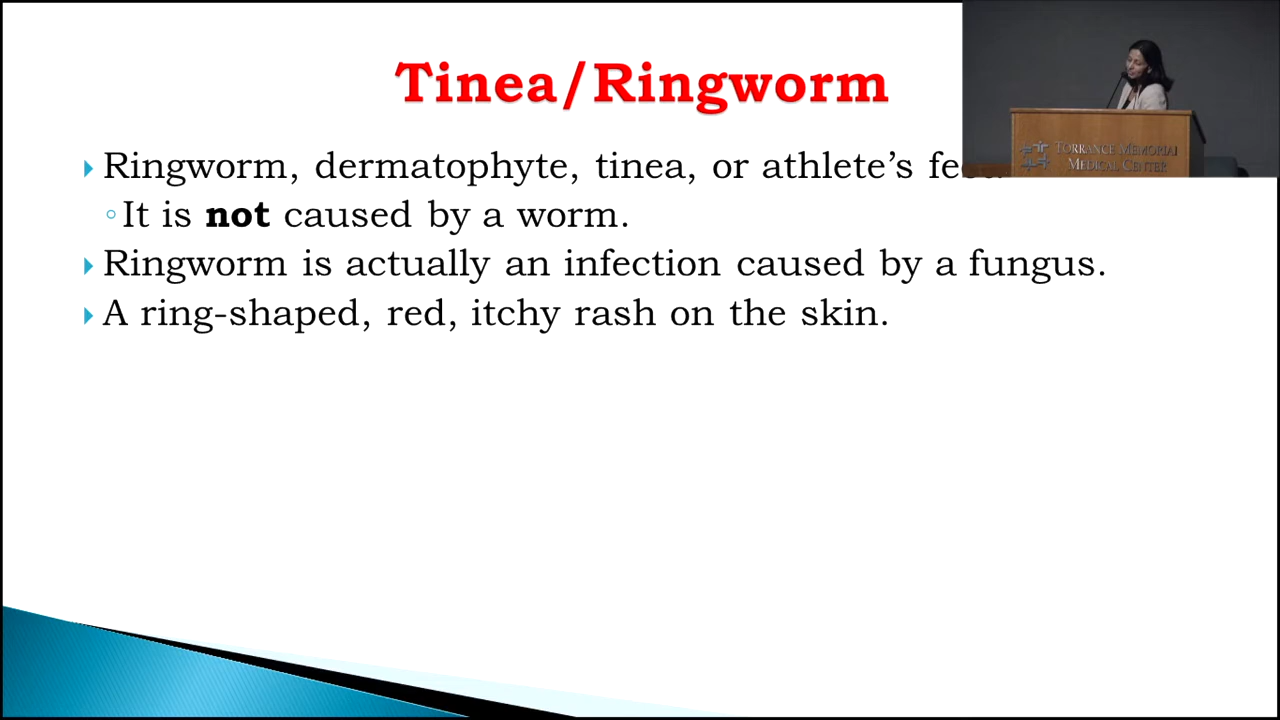 Tinea/Ringworm
Ringworm, dermatophyte, tinea, or athlete’s
It is not caused by a worm.
Ringworm is actually an infection caused by a fungus.
A ring-shaped, red, itchy rash on the skin.
TORRANCE MEMORIAL
MEDICAL CENTER